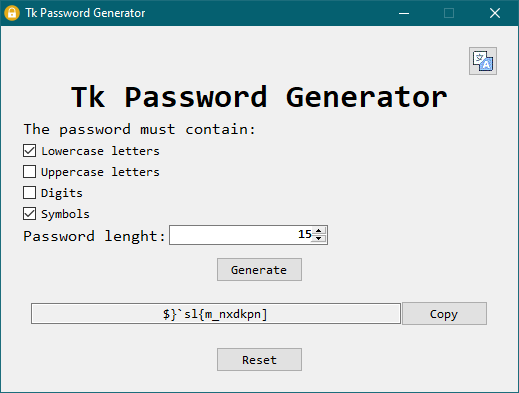 Tk Password Generator
Tk Password Generator
The password must contain:
Lowercase letters
Uppercase letters
Digits
Symbols
Password lenght: 15
Generate
$}`sl{m_nxdkpn] Copy
Reset